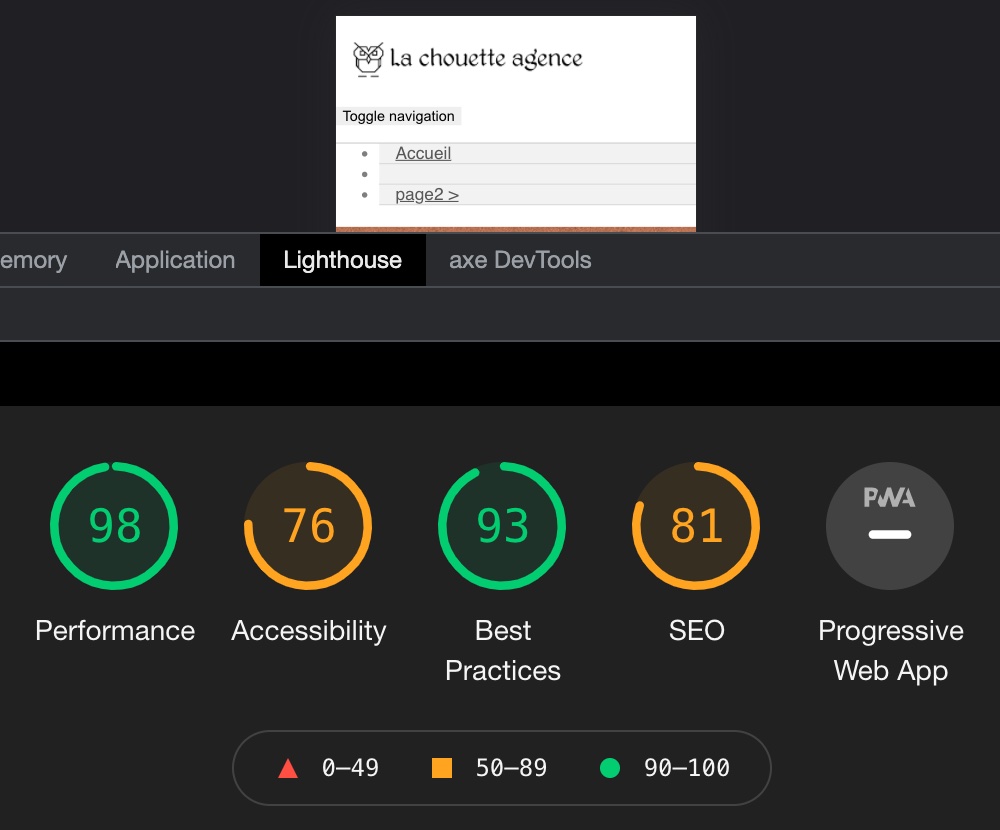 La chouette agence
Toggle navigation
Accueil
page2 >
emory
Application
Lighthouse
axe DevTools
98
76
93
81
PWA
Performance
Accessibility
Best
Practices
SEO
Progressive
Web App
0–49
50–89
90–100